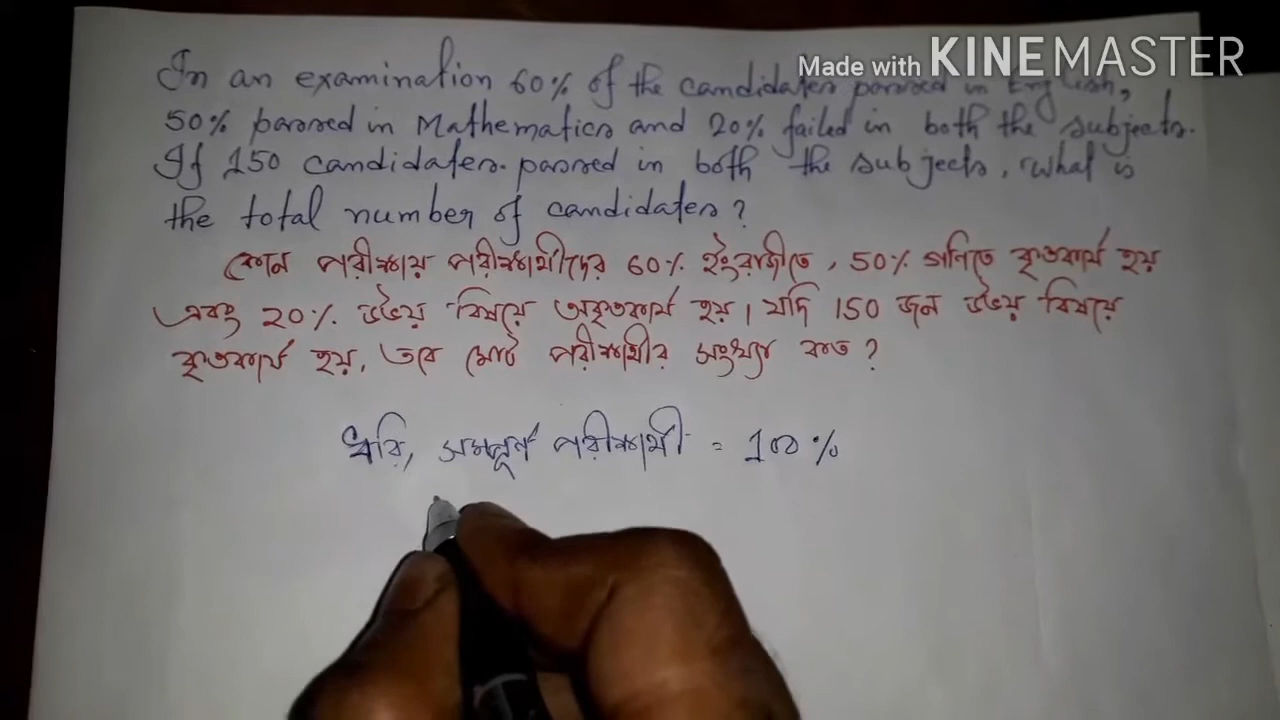 Made with KINEMASTER
In an examination 60% of the candidates passed in English,
50% passed in Mathematics and 20% failed in both the subjects.
If 150 candidates passed in both the subjects, what is
the total number of candidates?
কোন পরীক্ষায় পরীক্ষার্থীদের 60% ইংরাজীতে, 50% গণিতে কৃতকার্য হয়
এবং 20% উভয় বিষয়ে অকৃতকার্য হয়। যদি 150 জন উভয় বিষয়ে
কৃতকার্য হয়, তবে মোট পরীক্ষার্থীর সংখ্যা কত?
ধরি, সম্পূর্ণ পরীক্ষার্থী = 100%